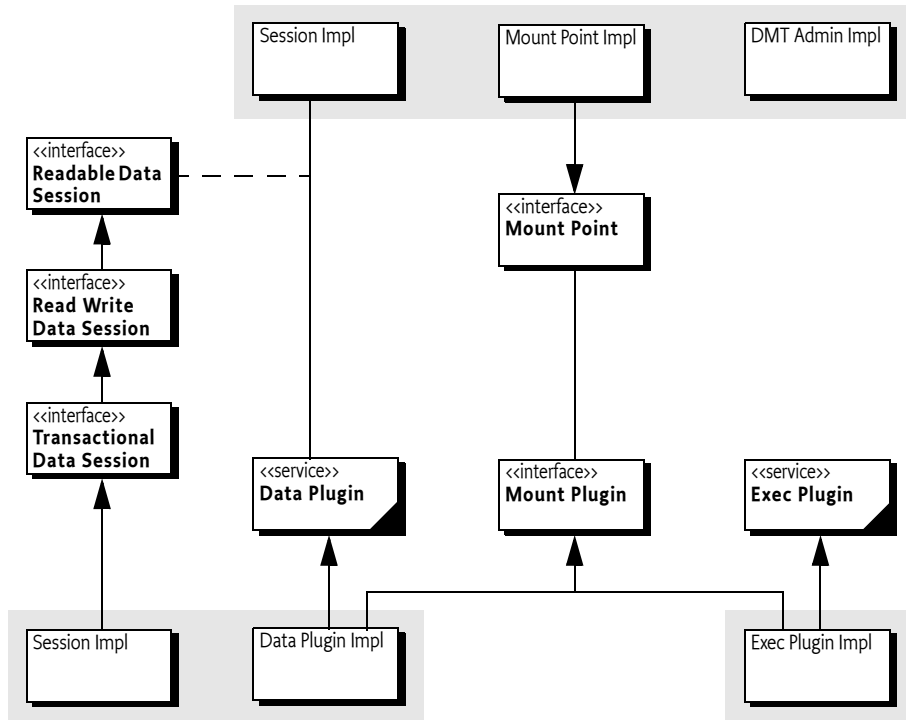 Session Impl
Mount Point Impl
DMT Admin Impl
<<interface>>
Readable Data
Session
<<interface>>
Mount Point
<<interface>>
Read Write
Data Session
<<interface>>
Transactional
Data Session
<<service>>
Data Plugin
<<interface>>
Mount Plugin
<<service>>
Exec Plugin
Session Impl
Data Plugin Impl
Exec Plugin Impl